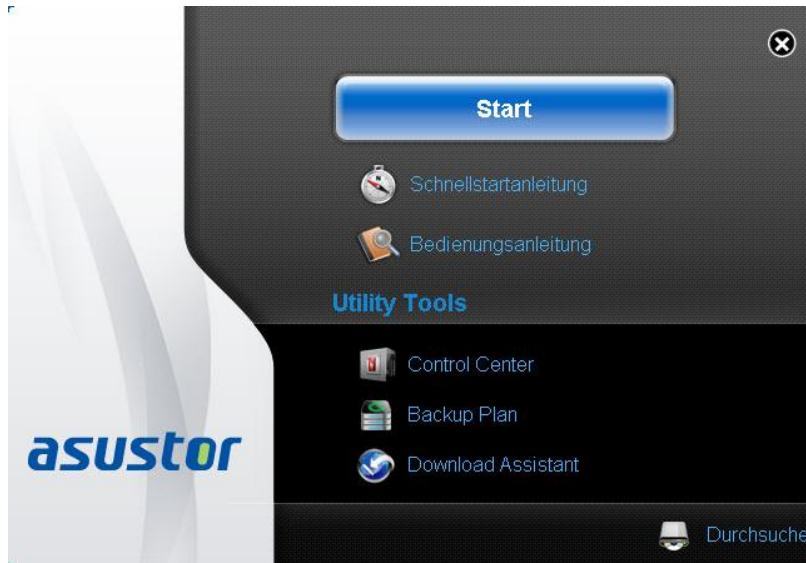 Start
Schnellstartanleitung
Bedienungsanleitung
Utility Tools
Control Center
Backup Plan
asustor
Download Assistant
Durchsuche